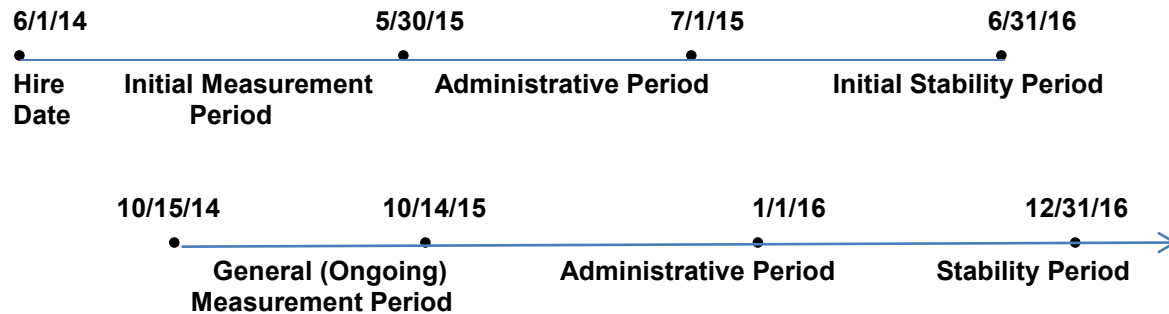 6/1/14 5/30/15 7/1/15 6/31/16
Hire Initial Measurement Administrative Period Initial Stability Period
Date Period
10/15/14 10/14/15 1/1/16 12/31/16
General (Ongoing) Administrative Period Stability Period
Measurement Period